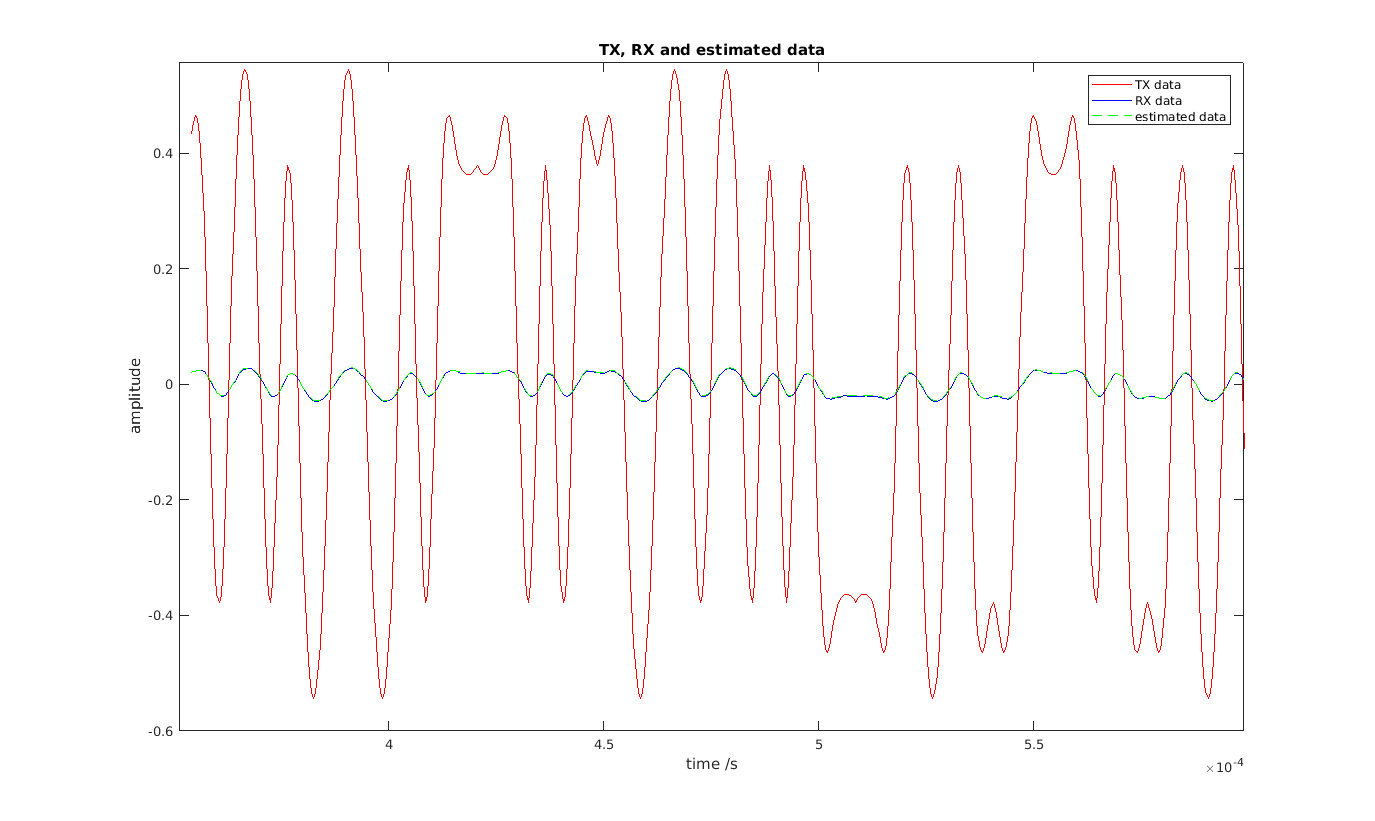 TX, RX and estimated data
TX data
RX data
estimated data
0.4
0.2
0
-0.2
-0.4
-0.6
amplitude
4
4.5
5
5.5
time /s
×10-4